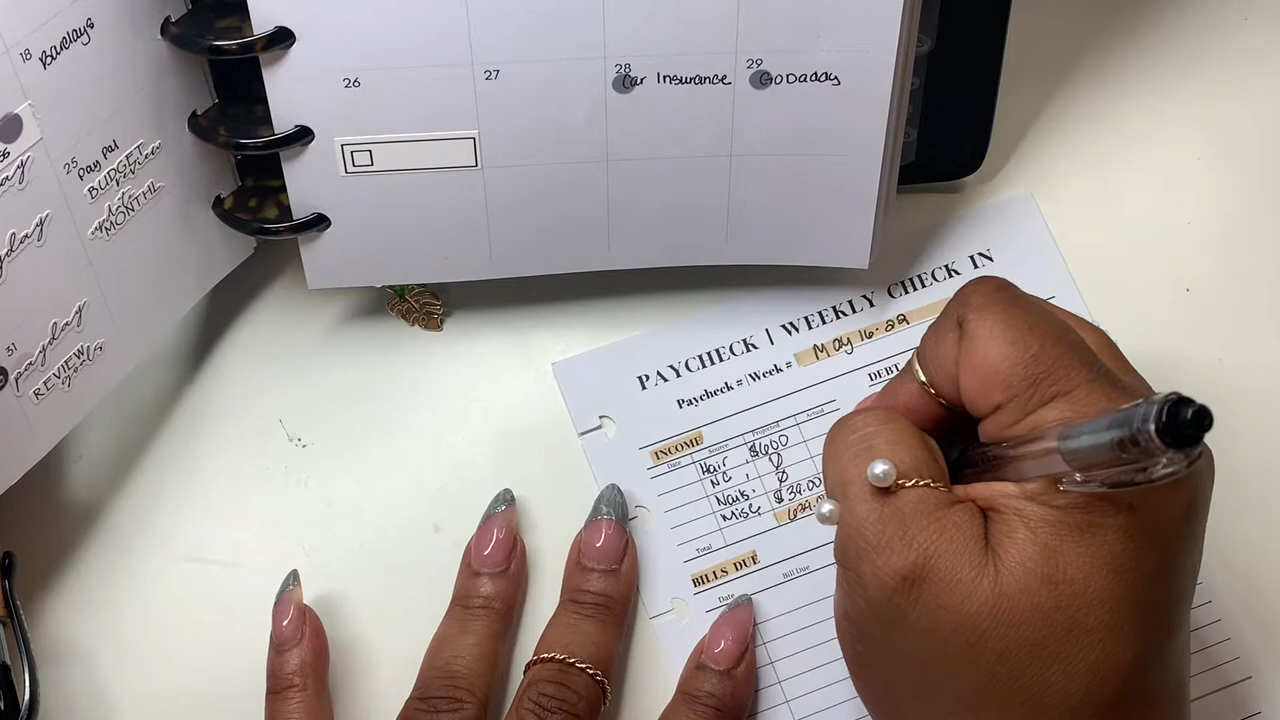 18 Barclays
25 Pay Pal
BUDGET
review
update
MONTHL
31
payday
REVIEW
goals
26
27
28
Car Insurance
29
GoDaddy
PAYCHECK | WEEKLY CHECK IN
Paycheck # |Week # May 16-22
INCOME
DEBT
Date Source Projected Actual
Hair $600
NC 0
Nails 0
Misc $39.00
Total
BILLS DUE
Date Bill Due